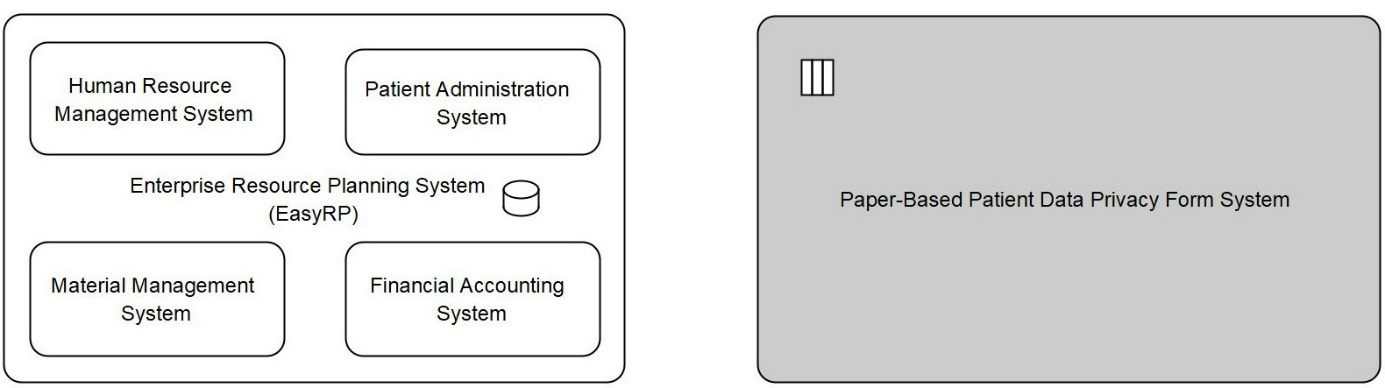 Human Resource
Management System
Patient Administration
System
Enterprise Resource Planning System
(EasyRP)
Material Management
System
Financial Accounting
System
Paper-Based Patient Data Privacy Form System